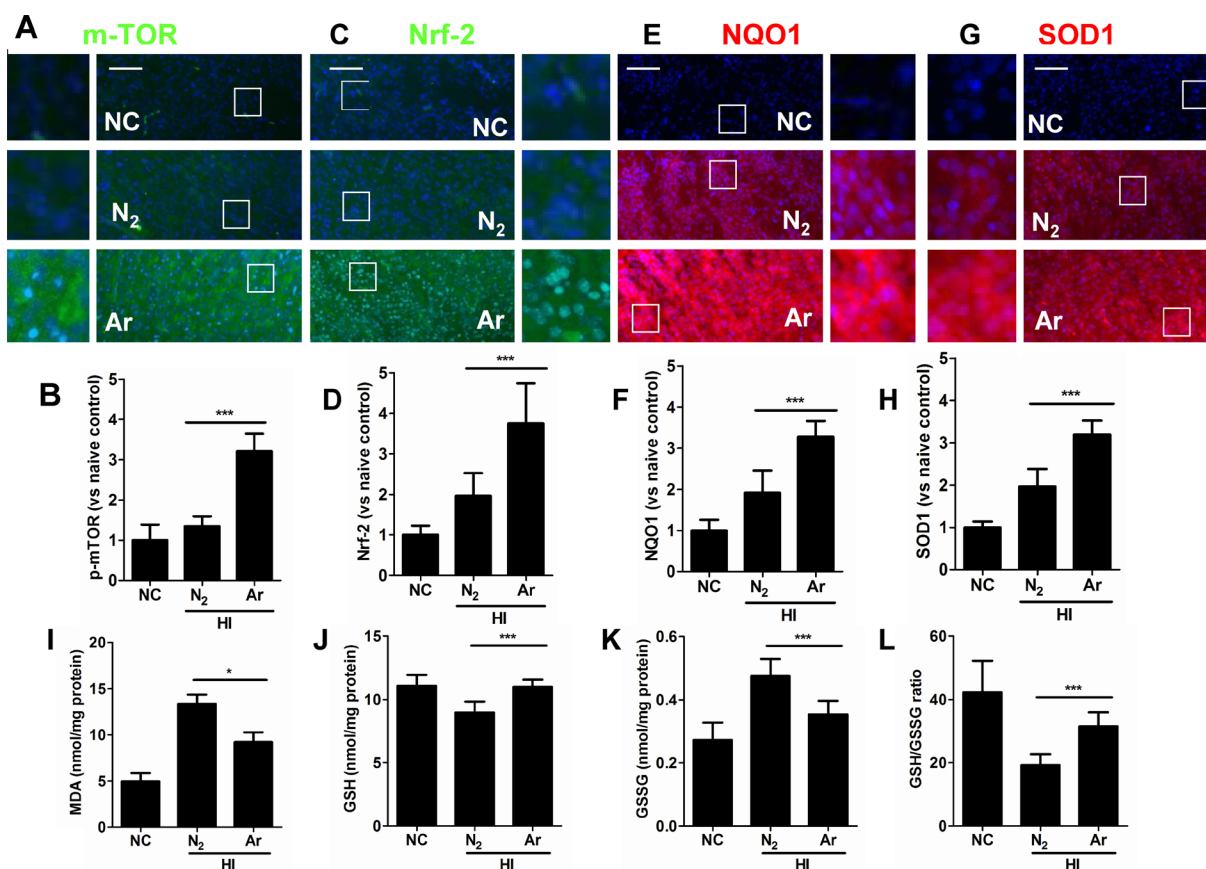 A m-TOR C Nrf-2 E NQO1 G SOD1
NC NC NC NC
N2 N2 N2 N2
Ar Ar Ar Ar
B
p-mTOR (vs naive control)
5
4
3
2
1
0
***
NC N2 Ar
HI
D
Nrf-2 (vs naive control)
5
4
3
2
1
0
***
NC N2 Ar
HI
F
NQO1 (vs naive control)
5
4
3
2
1
0
***
NC N2 Ar
HI
H
SOD1 (vs naive control)
5
4
3
2
1
0
***
NC N2 Ar
HI
I
MDA (nmol/mg protein)
20
15
10
5
0
*
NC N2 Ar
HI
J
GSH (nmol/mg protein)
15
10
5
0
***
NC N2 Ar
HI
K
GSSG (nmol/mg protein)
0.6
0.4
0.2
0.0
***
NC N2 Ar
HI
L
GSH/GSSG ratio
60
40
20
0
***
NC N2 Ar
HI